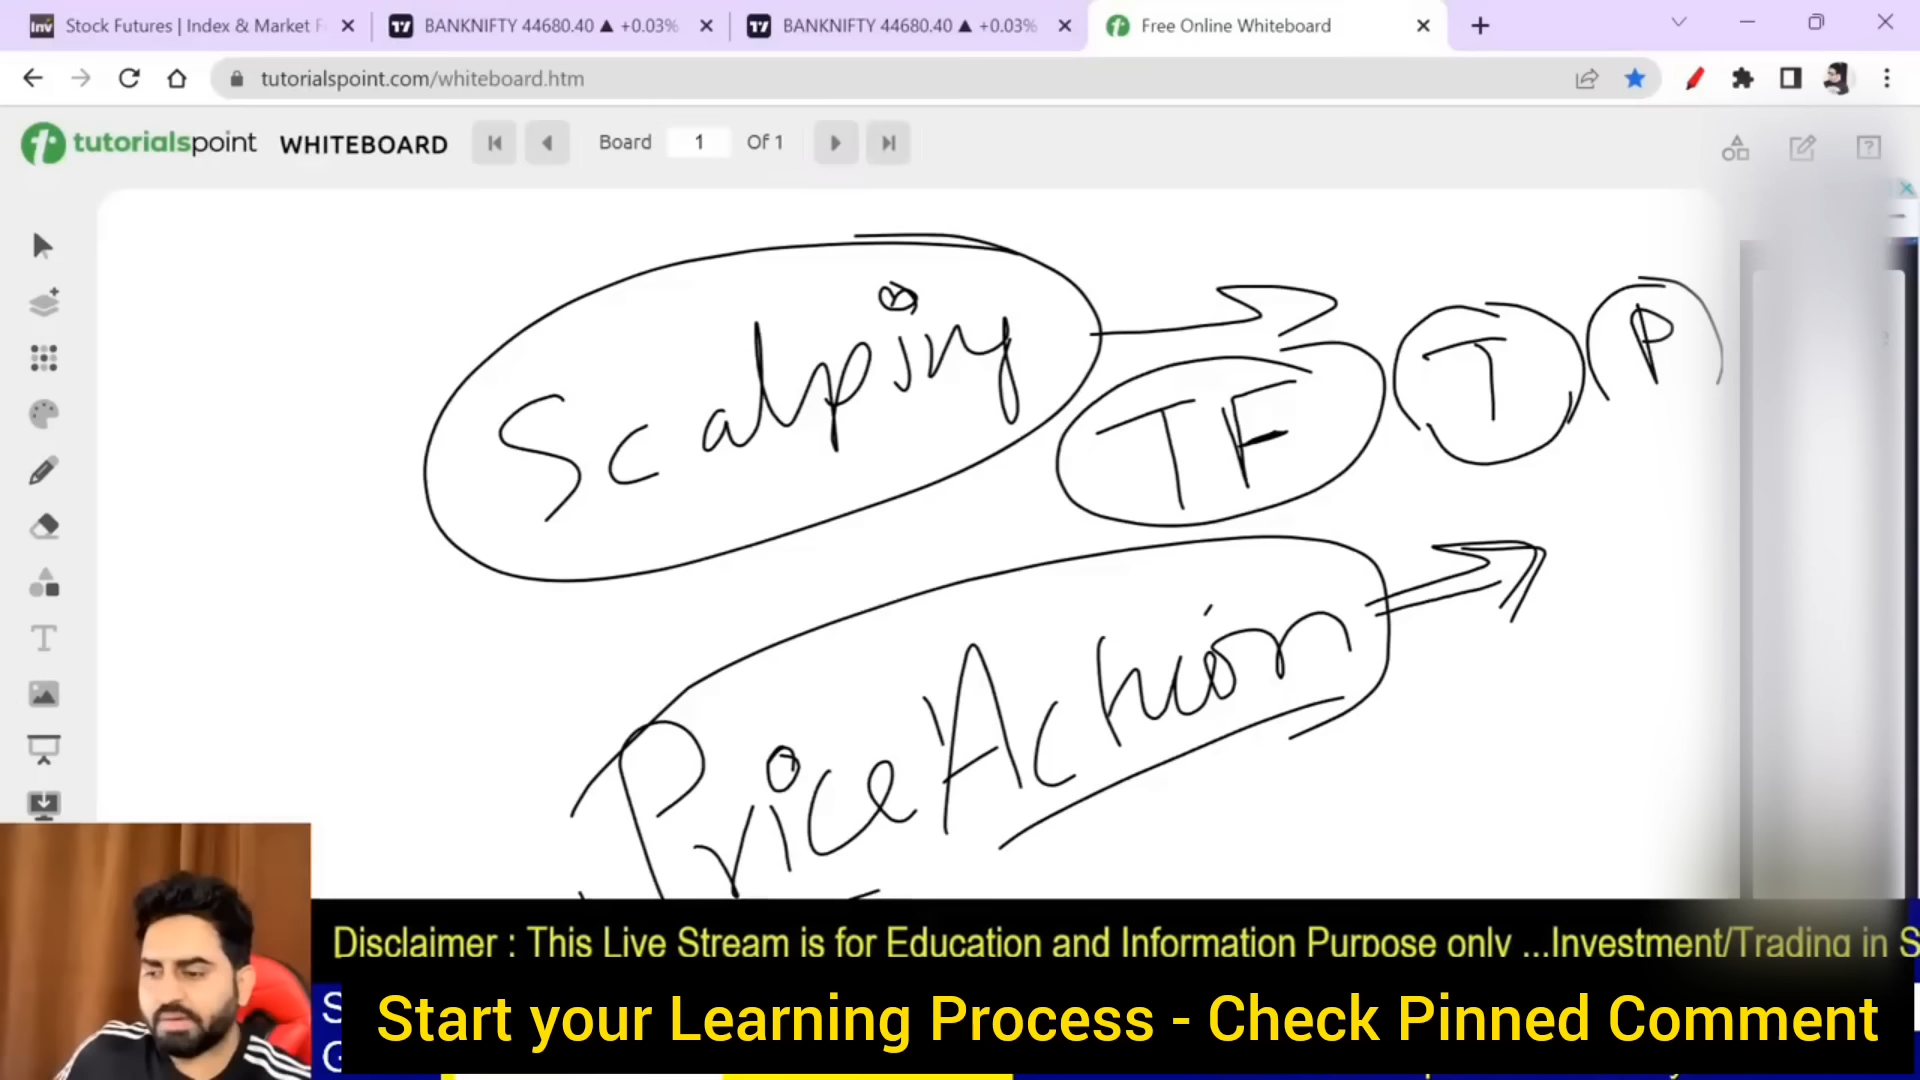 Stock Futures | Index & Market F
BANKNIFTY 44680.40 ▲ +0.03%
BANKNIFTY 44680.40 ▲ +0.03%
Free Online Whiteboard
tutorialspoint.com/whiteboard.htm
tutorialspoint WHITEBOARD Board 1 Of 1
Scalping
TF T P
Price Action
Disclaimer : This Live Stream is for Education and Information Purpose only ...Investment/Trading in S
Start your Learning Process - Check Pinned Comment